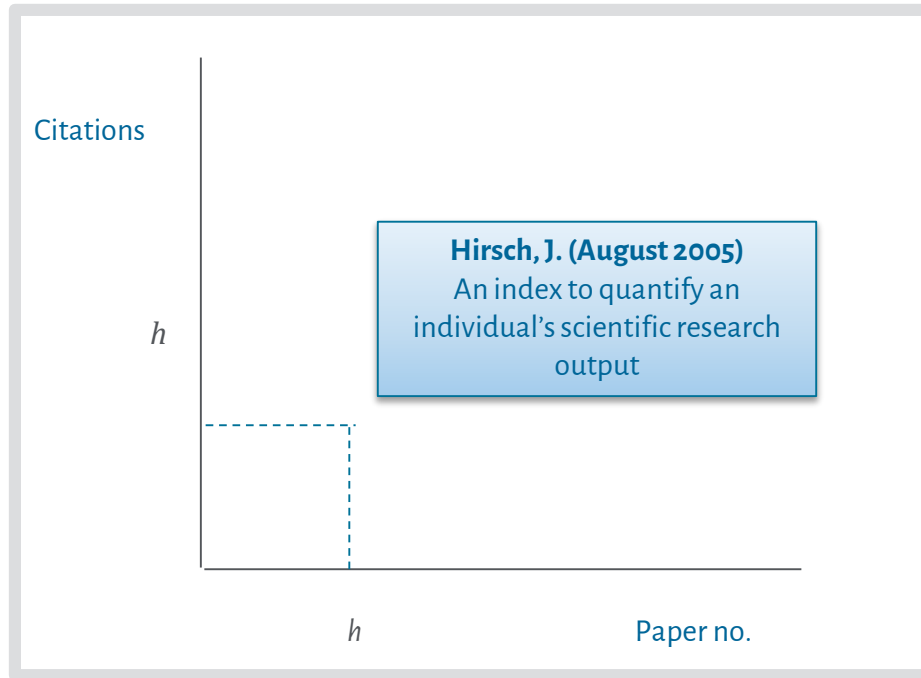 Citations
Hirsch, J. (August 2005)
An index to quantify an
individual’s scientific research
output
h
h
Paper no.